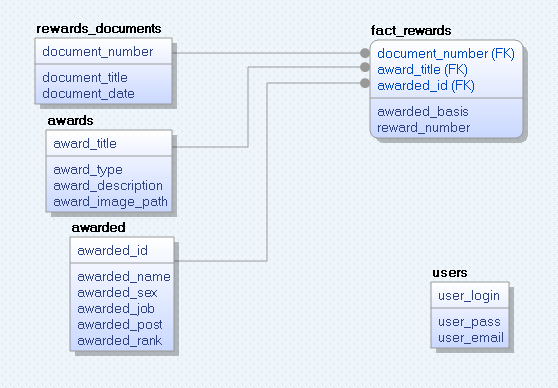 rewards_documents
document_number
document_title
document_date
awards
award_title
award_type
award_description
award_image_path
awarded
awarded_id
awarded_name
awarded_sex
awarded_job
awarded_post
awarded_rank
fact_rewards
document_number (FK)
award_title (FK)
awarded_id (FK)
awarded_basis
reward_number
users
user_login
user_pass
user_email